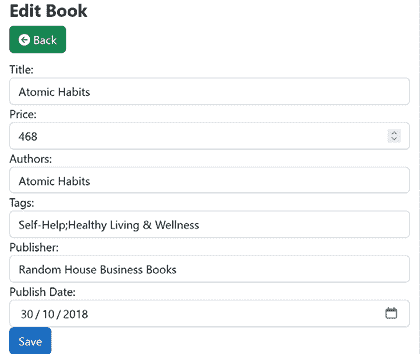 Edit Book
Back
Title:
Atomic Habits
Price:
468
Authors:
Atomic Habits
Tags:
Self-Help;Healthy Living & Wellness
Publisher:
Random House Business Books
Publish Date:
30/10/2018
Save